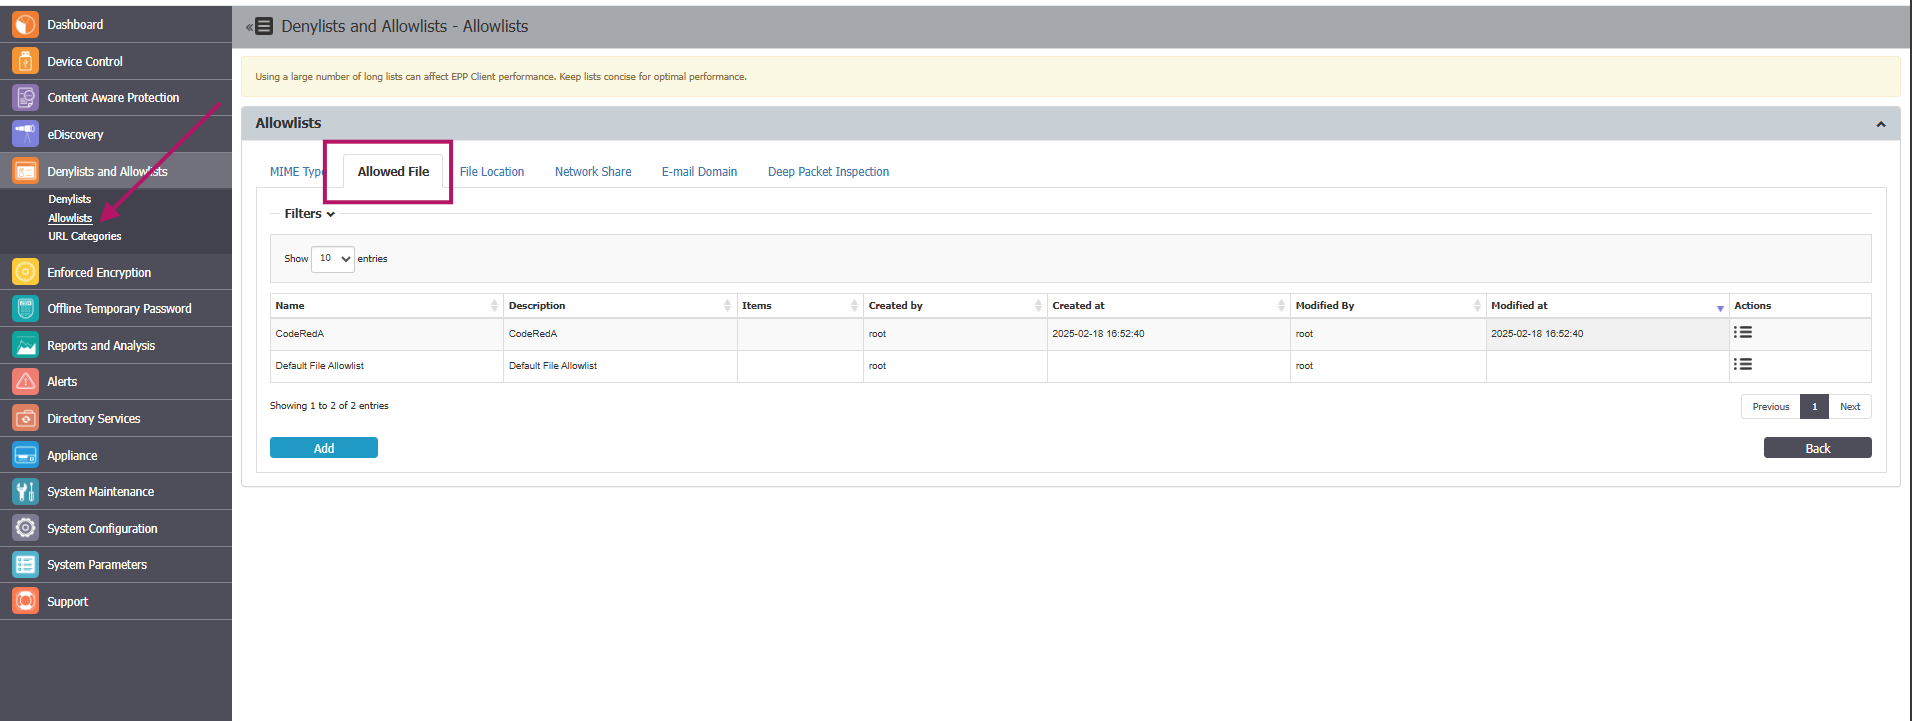 Dashboard
Device Control
Content Aware Protection
eDiscovery
Denylists and Allowlists
Denylists
Allowlists
URL Categories
Enforced Encryption
Offline Temporary Password
Reports and Analysis
Alerts
Directory Services
Appliance
System Maintenance
System Configuration
System Parameters
Support
« Denylists and Allowlists - Allowlists
Using a large number of long lists can affect EPP Client performance. Keep lists concise for optimal performance.
Allowlists
MIME Type Allowed File File Location Network Share E-mail Domain Deep Packet Inspection
Filters
Show 10 entries
Name Description Items Created by Created at Modified By Modified at Actions
CodeRedA CodeRedA root 2025-02-18 16:52:40 root 2025-02-18 16:52:40
Default File Allowlist Default File Allowlist root root
Showing 1 to 2 of 2 entries
Previous 1 Next
Add Back